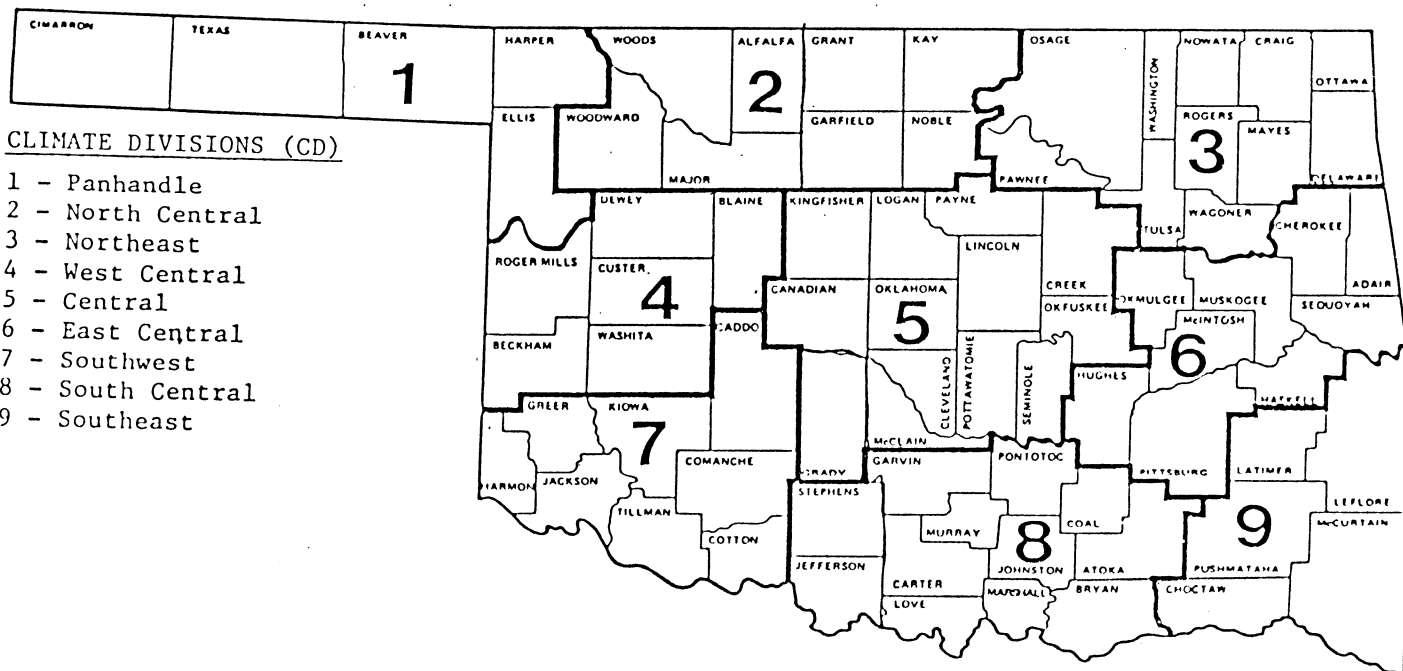 CIMARRON TEXAS BEAVER HARPER WOODS ALFALFA GRANT KAY OSAGE NOWATA CRAIG
1 2 WASHINGTON OTTAWA
ELLIS WOODWARD GARFIELD NOBLE ROGERS MAYES
CLIMATE DIVISIONS (CD)
3
1 - Panhandle
MAJOR PAWNEE DELAWARE
2 - North Central
DEWEY BLAINE KINGFISHER LOGAN PAYNE WAGONER
3 - Northeast
TULSA CHEROKEE
4 - West Central
LINCOLN
ROGER MILLS CUSTER
5 - Central
4 CANADIAN OKLAHOMA CREEK OKMULGEE MUSKOGEE ADAIR
6 - East Central
5 OKFUSKEE McINTOSH SEQUOYAH
7 - Southwest
BECKHAM WASHITA CADDO 6
8 - South Central
CLEVELAND POTTAWATOMIE SEMINOLE HUGHES HASKELL
9 - Southeast
GREER KIOWA
7 McCLAIN
COMANCHE GRADY GARVIN PONTOTOC PITTSBURG LATIMER
HARMON JACKSON STEPHENS LEFLORE
TILLMAN COAL 9 McCURTAIN
COTTON MURRAY 8
JEFFERSON JOHNSTON ATOKA PUSHMATAHA
CARTER MARSHALL BRYAN CHOCTAW
LOVE